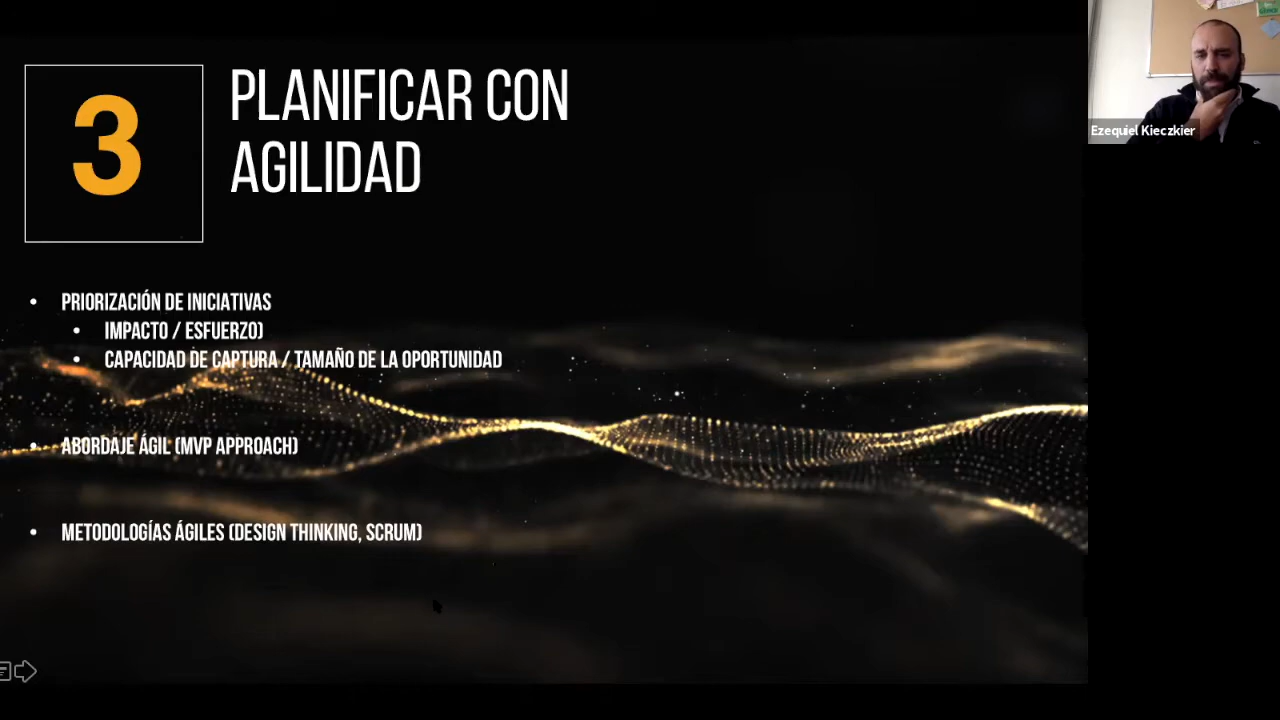 3
PLANIFICAR CON
AGILIDAD
• PRIORIZACIÓN DE INICIATIVAS
• IMPACTO / ESFUERZO)
• CAPACIDAD DE CAPTURA / TAMAÑO DE LA OPORTUNIDAD
• ABORDAJE ÁGIL (MVP APPROACH)
• METODOLOGÍAS ÁGILES (DESIGN THINKING, SCRUM)
Ezequiel Kieczkier